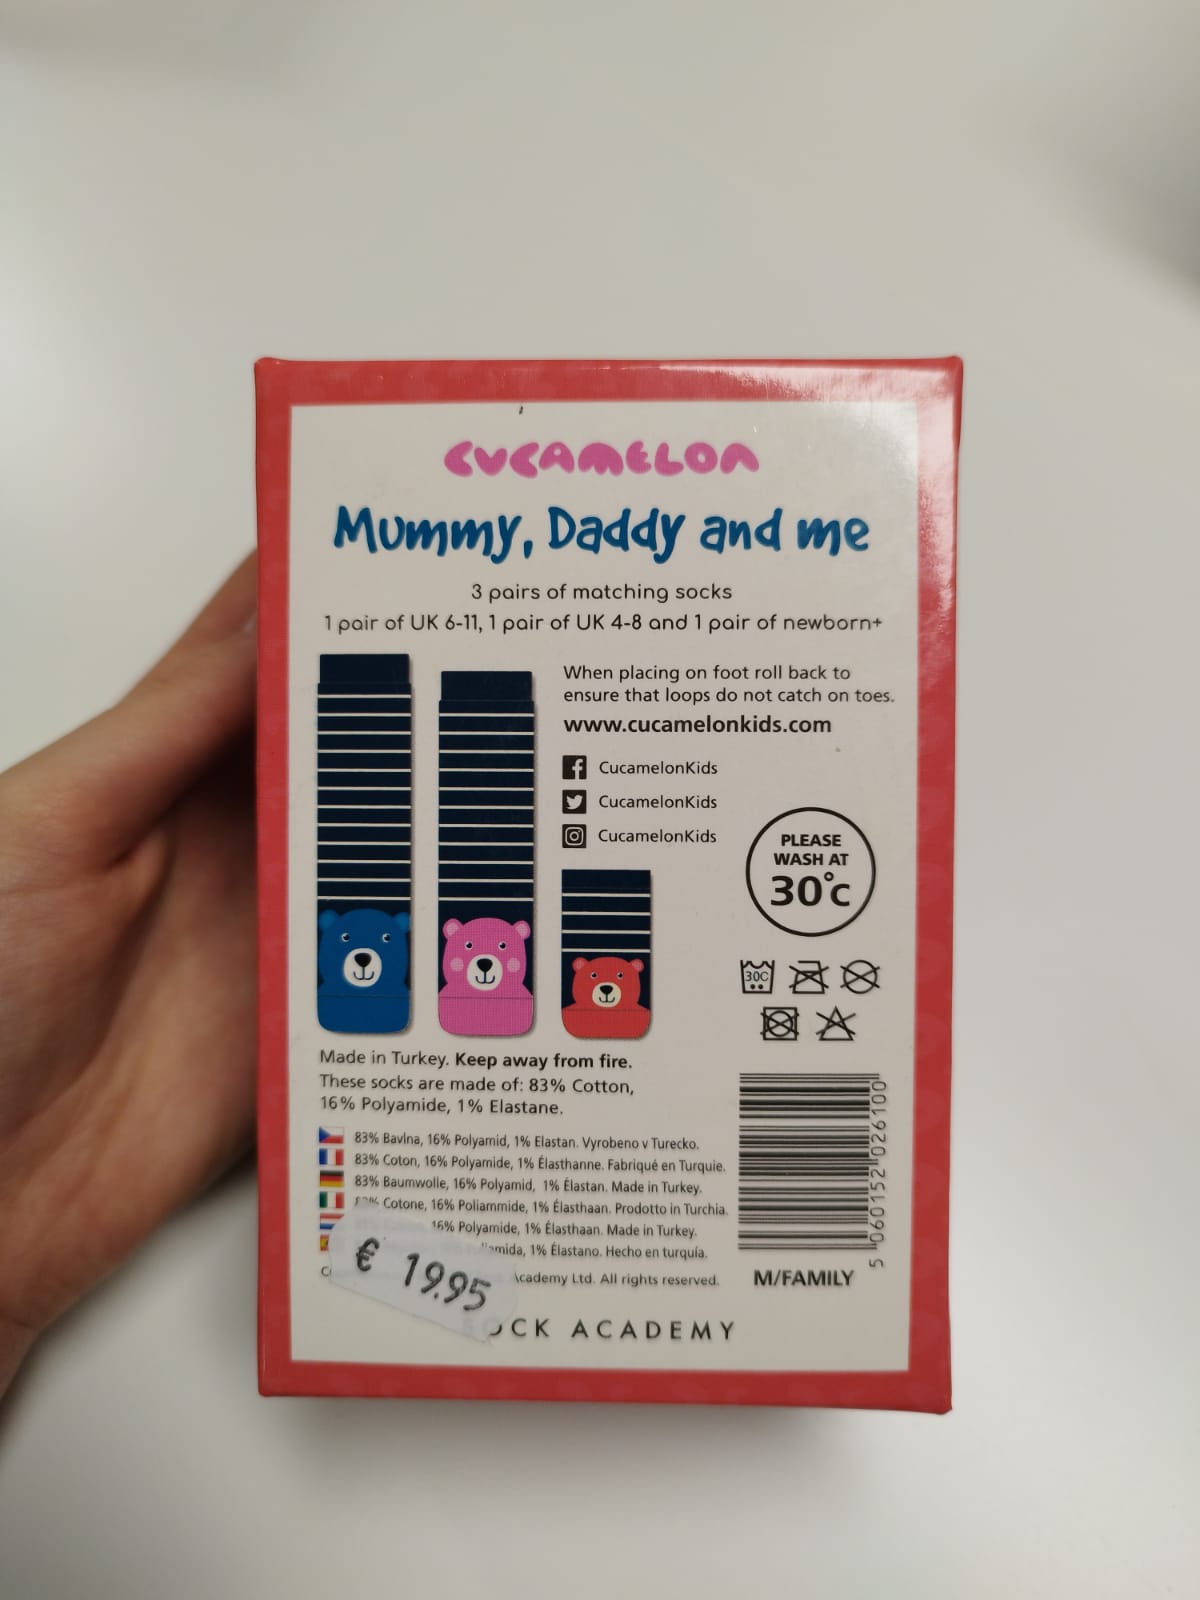 CUCAMELON
Mummy, Daddy and me
3 pairs of matching socks
1 pair of UK 6-11, 1 pair of UK 4-8 and 1 pair of newborn+
When placing on foot roll back to
ensure that loops do not catch on toes.
www.cucamelonkids.com
CucamelonKids
CucamelonKids
CucamelonKids
PLEASE
WASH AT
30°c
30C
Made in Turkey. Keep away from fire.
These socks are made of: 83% Cotton,
16% Polyamide, 1% Elastane.
83% Bavlna, 16% Polyamid, 1% Elastan. Vyrobeno v Turecko.
83% Coton, 16% Polyamide, 1% Élasthanne. Fabriqué en Turquie.
83% Baumwolle, 16% Polyamid, 1% Élastan. Made in Turkey.
Cotone, 16% Poliammide, 1% Élasthaan. Prodotto in Turchia.
16% Polyamide, 1% Élasthaan. Made in Turkey.
1% Élastano. Hecho en turquía.
Academy Ltd. All rights reserved.
€ 19.95
ACADEMY
5 060152 026100
M/FAMILY